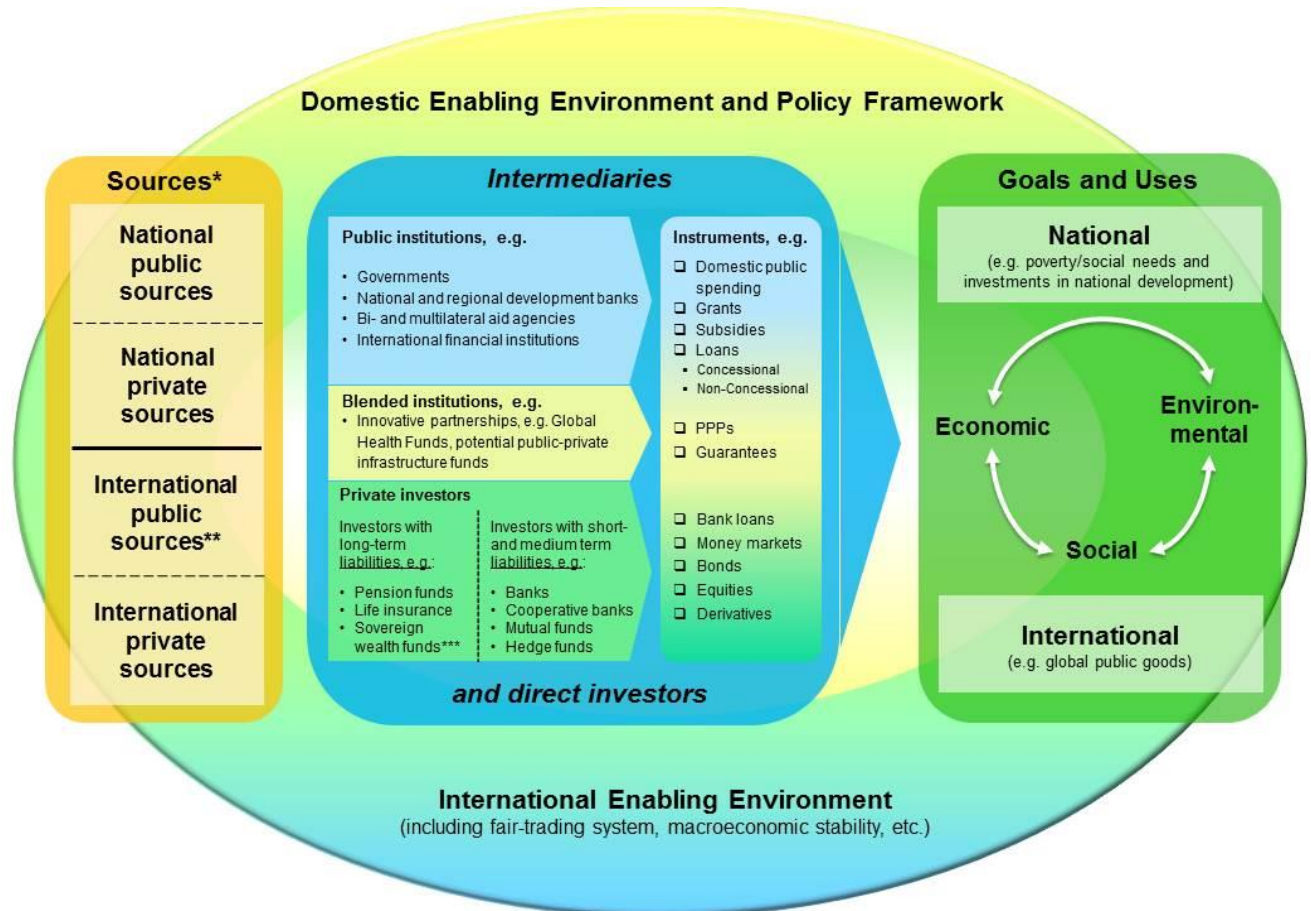 Domestic Enabling Environment and Policy Framework
Sources*
National
public
sources
National
private
sources
International
public
sources**
International
private
sources
Intermediaries
Public institutions, e.g.
• Governments
• National and regional development banks
• Bi- and multilateral aid agencies
• International financial institutions
Blended institutions, e.g.
• Innovative partnerships, e.g. Global
Health Funds, potential public-private
infrastructure funds
Private investors
Investors with
long-term
liabilities, e.g.:
• Pension funds
• Life insurance
• Sovereign
wealth funds***
Investors with short-
and medium term
liabilities, e.g.:
• Banks
• Cooperative banks
• Mutual funds
• Hedge funds
Instruments, e.g.
❑ Domestic public
spending
❑ Grants
❑ Subsidies
❑ Loans
▪ Concessional
▪ Non-Concessional
❑ PPPs
❑ Guarantees
❑ Bank loans
❑ Money markets
❑ Bonds
❑ Equities
❑ Derivatives
and direct investors
Goals and Uses
National
(e.g. poverty/social needs and
investments in national development)
Economic
Environ-
mental
Social
International
(e.g. global public goods)
International Enabling Environment
(including fair-trading system, macroeconomic stability, etc.)